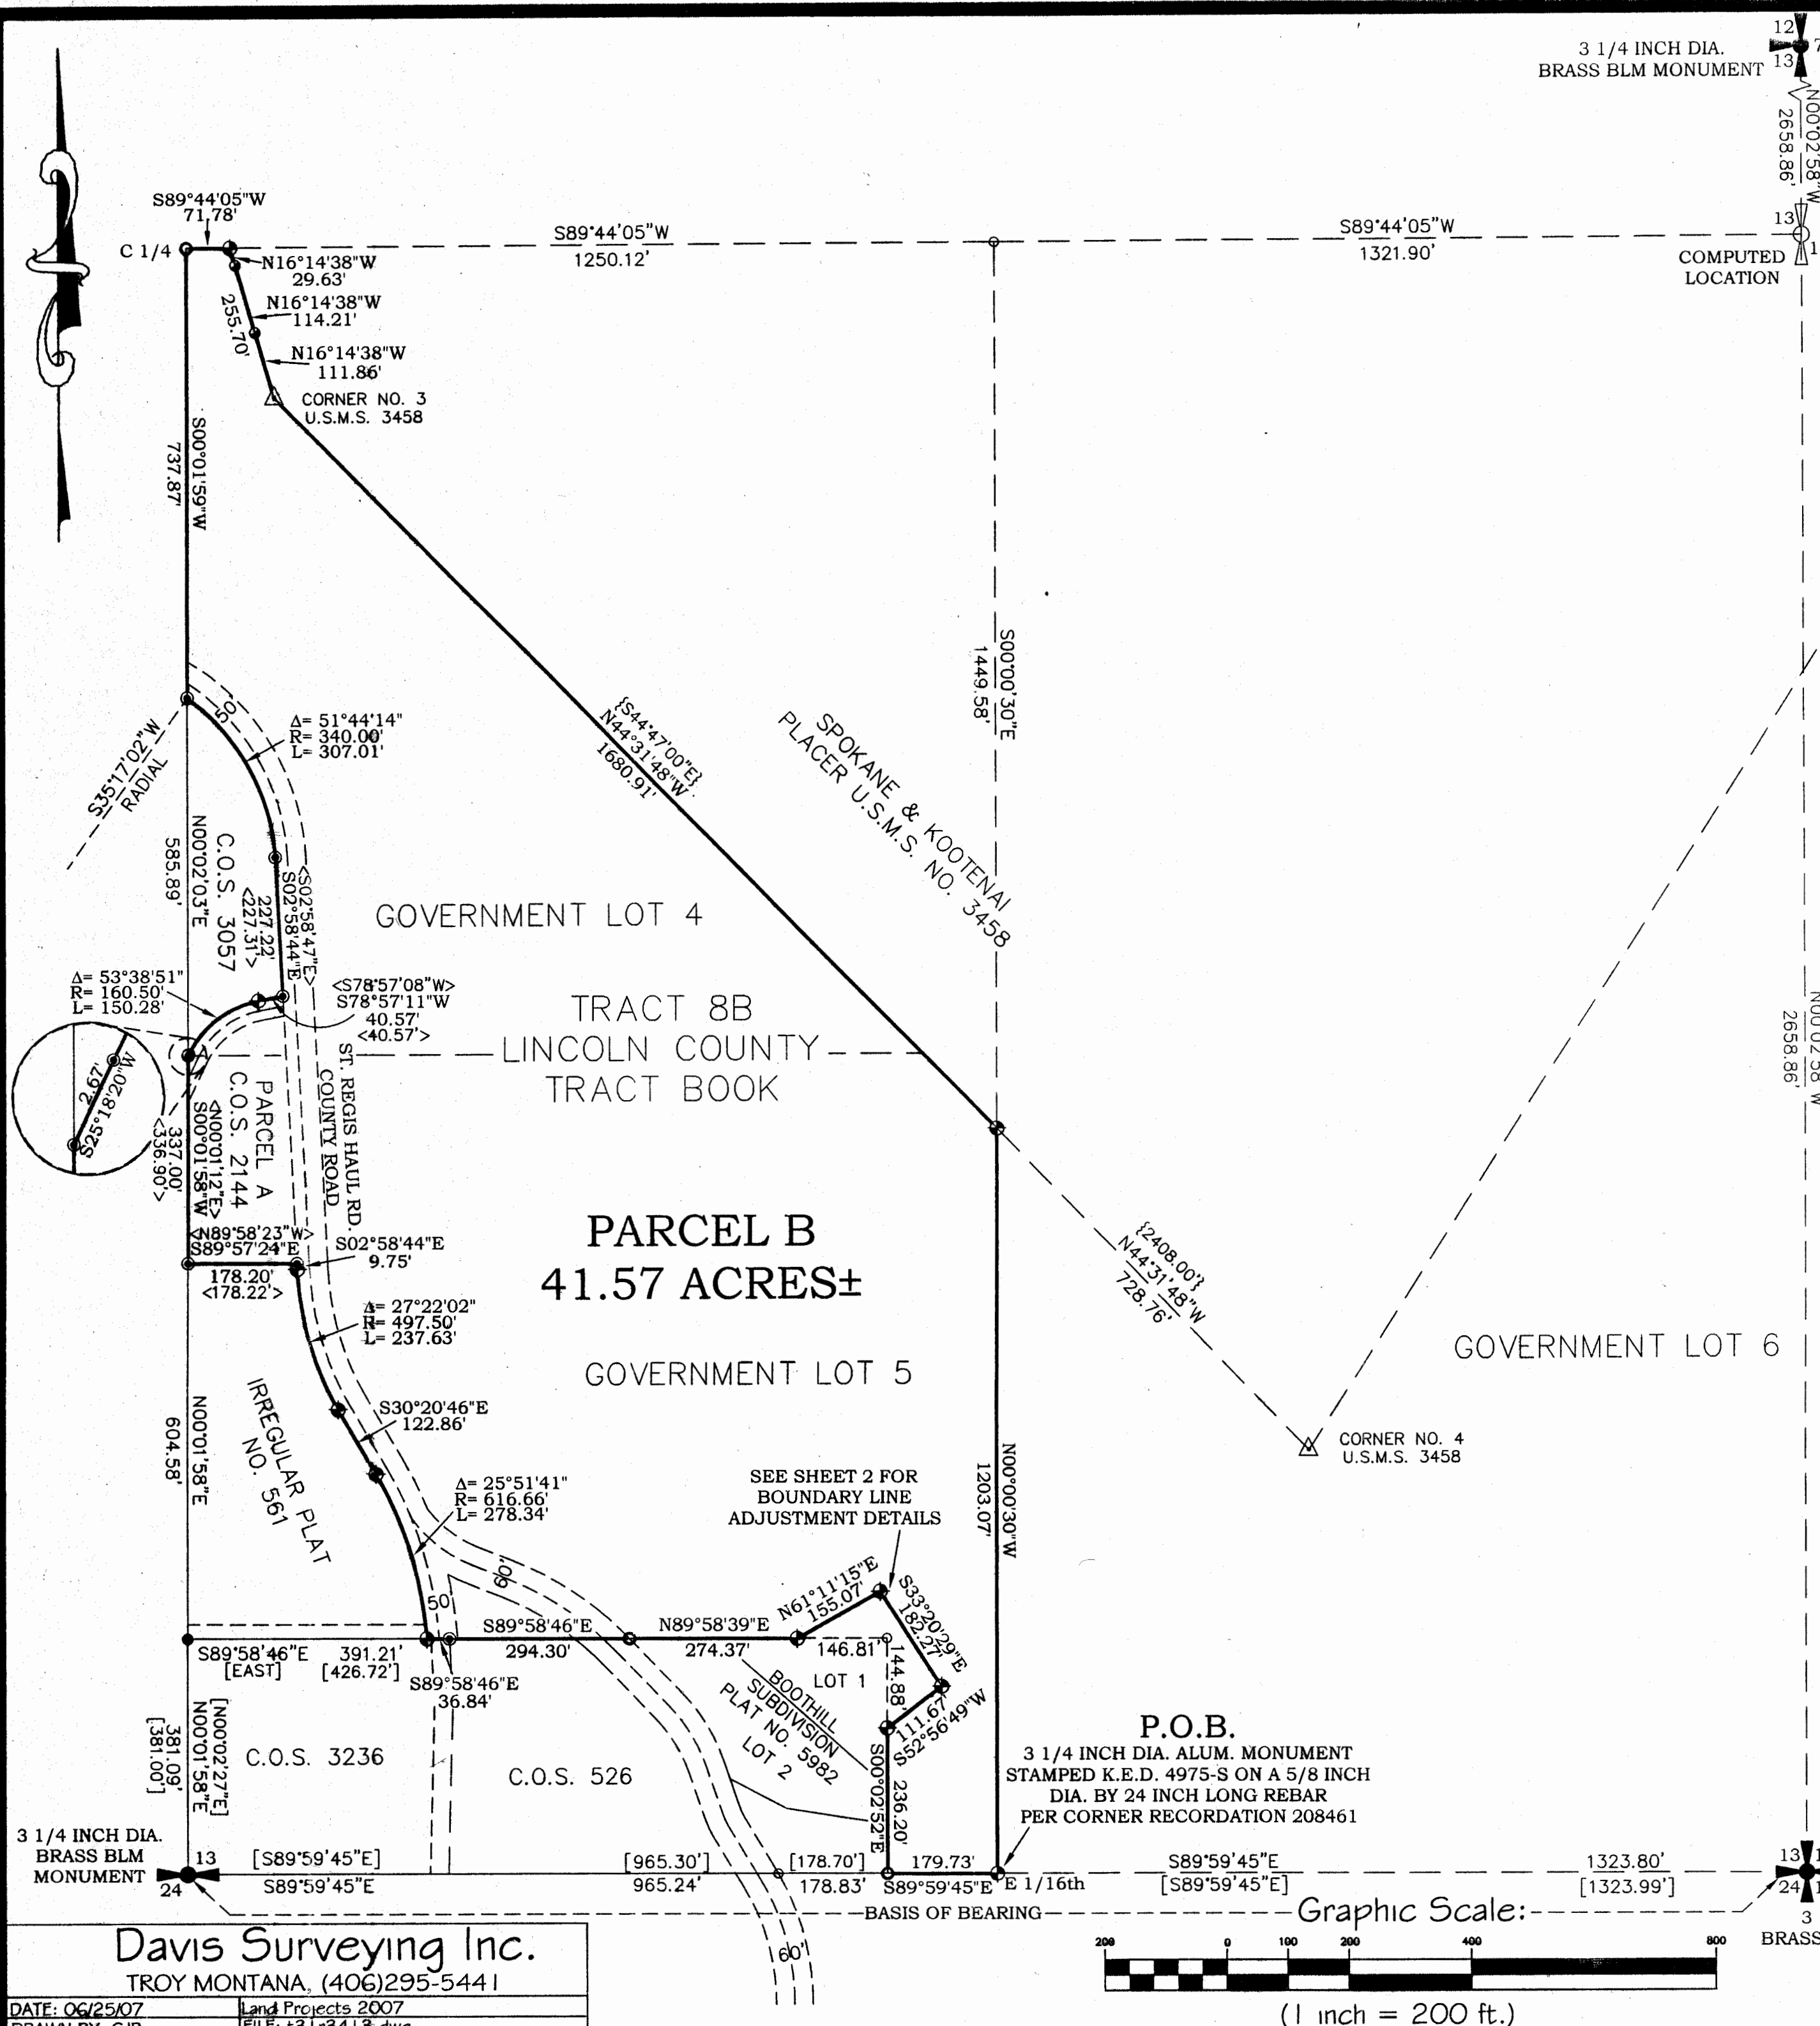 3 1/4 INCH DIA.
BRASS BLM MONUMENT
12
7
13
N00°02'58"W
2658.86'
S89°44'05"W
71.78'
C 1/4
S89°44'05"W
1250.12'
S89°44'05"W
1321.90'
13
COMPUTED
LOCATION
N16°14'38"W
29.63'
N16°14'38"W
114.21'
255.70'
N16°14'38"W
111.86'
CORNER NO. 3
U.S.M.S. 3458
S00°01'59"W
737.87'
S00°00'30"E
1449.58'
{S44°47'00"E}
N44°31'48"W
1680.91'
SPOKANE & KOOTENAI
PLACER U.S.M.S. NO. 3458
50'
Δ= 51°44'14"
R= 340.00'
L= 307.01'
S35°17'02"W
RADIAL
N00°02'03"E
585.89'
C.O.S. 3057
<S02°58'47"E>
S02°58'44"E
227.22'
<227.31'>
GOVERNMENT LOT 4
Δ= 53°38'51"
R= 160.50'
L= 150.28'
<S78°57'08"W>
S78°57'11"W
40.57'
<40.57'>
TRACT 8B
LINCOLN COUNTY
TRACT BOOK
2.67'
S25°18'20"W
ST. REGIS HAUL RD.
COUNTY ROAD
PARCEL A
C.O.S. 2144
<N00°01'12"E>
S00°01'58"W
337.00'
<336.90'>
N00°02'58"W
2658.86'
<N89°58'23"W>
S89°57'24"E
178.20'
<178.22'>
S02°58'44"E
9.75'
PARCEL B
41.57 ACRES±
Δ= 27°22'02"
R= 497.50'
L= 237.63'
{2408.00'}
N44°31'48"W
728.76'
GOVERNMENT LOT 6
GOVERNMENT LOT 5
CORNER NO. 4
U.S.M.S. 3458
N00°01'58"E
604.58'
IRREGULAR PLAT
NO. 561
S30°20'46"E
122.86'
Δ= 25°51'41"
R= 616.66'
L= 278.34'
SEE SHEET 2 FOR
BOUNDARY LINE
ADJUSTMENT DETAILS
N00°00'30"W
1203.07'
60'
50'
N61°11'15"E
155.07'
S33°20'29"E
182.27'
S89°58'46"E
[EAST]
391.21'
[426.72']
S89°58'46"E
36.84'
S89°58'46"E
294.30'
N89°58'39"E
274.37'
146.81'
144.88'
LOT 1
111.67'
S52°56'49"W
BOOTHILL
SUBDIVISION
PLAT NO. 5982
LOT 2
S00°02'52"E
236.20'
[N00°02'27"E]
N00°01'58"E
381.09'
[381.00']
C.O.S. 3236
C.O.S. 526
P.O.B.
3 1/4 INCH DIA. ALUM. MONUMENT
STAMPED K.E.D. 4975-S ON A 5/8 INCH
DIA. BY 24 INCH LONG REBAR
PER CORNER RECORDATION 208461
3 1/4 INCH DIA.
BRASS BLM
MONUMENT
13
24
[S89°59'45"E]
S89°59'45"E
[965.30']
965.24'
[178.70']
178.83'
179.73'
S89°59'45"E
E 1/16th
S89°59'45"E
[S89°59'45"E]
1323.80'
[1323.99']
13
24
3
BRASS
BASIS OF BEARING
Graphic Scale:
200 0 100 200 400 800
(1 inch = 200 ft.)
60'
Davis Surveying Inc.
TROY MONTANA, (406)295-5441
DATE: 06/25/07
Land Projects 2007